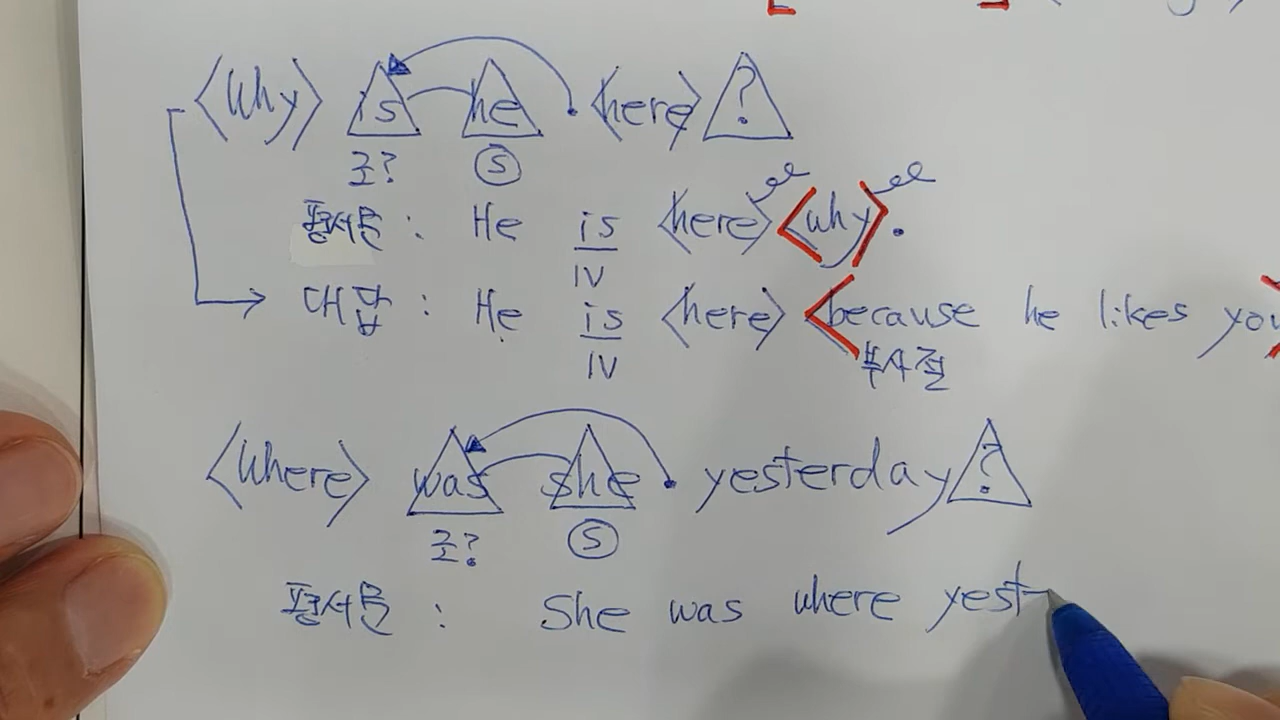 <Why> is he <here> ?
조? S
평서문 : He is <here> <why>.
IV
대답 : He is <here> <because he likes you>
IV 부사절
<Where> was she yesterday ?
조? S
평서문 : She was where yest